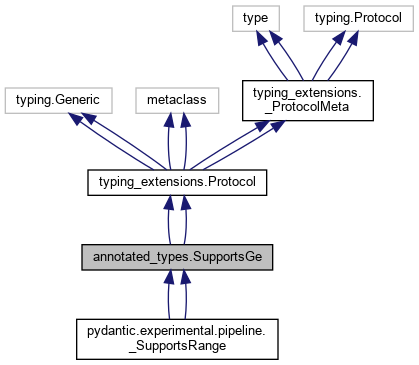 type
typing.Protocol
typing.Generic
metaclass
typing_extensions.
_ProtocolMeta
typing_extensions.Protocol
annotated_types.SupportsGe
pydantic.experimental.pipeline.
_SupportsRange